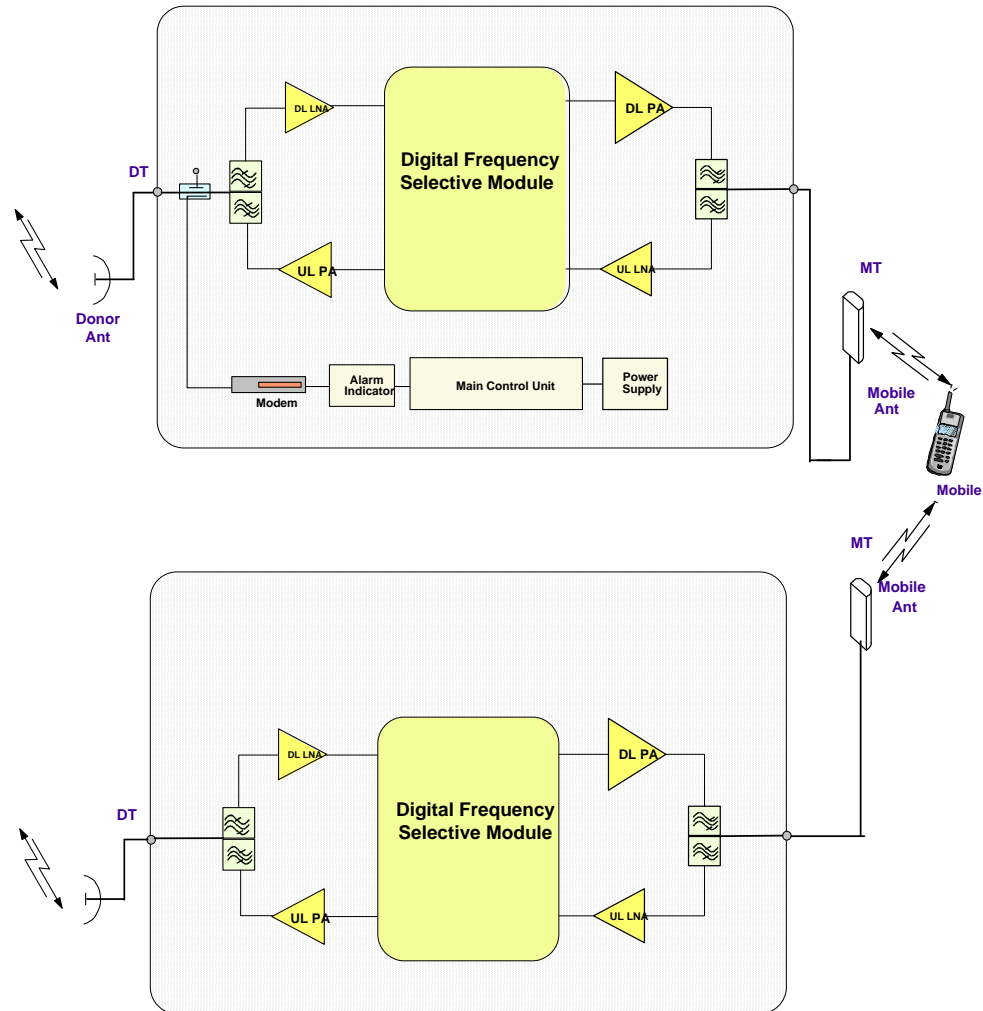 DL LNA
DL PA
Digital Frequency
Selective Module
DT
UL PA
UL LNA
MT
Donor
Ant
Alarm
Indicator
Main Control Unit
Power
Supply
Modem
Mobile
Ant
Mobile
MT
Mobile
Ant
DL LNA
DL PA
Digital Frequency
Selective Module
DT
UL PA
UL LNA